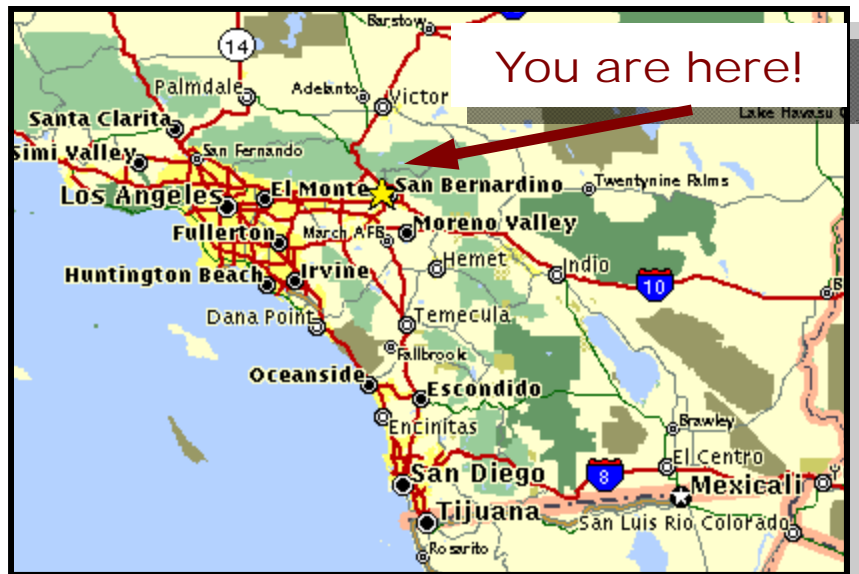 Barstow
You are here!
14
Palmdale
Adelanto
Victor
Santa Clarita
Lake Havasu
Simi Valley
San Fernando
Los Angeles
El Monte
San Bernardino
Twentynine Palms
Fullerton
March AFB
Moreno Valley
Hemet
Indio
Huntington Beach
Irvine
10
B
Dana Point
Temecula
Fallbrook
Oceanside
Escondido
Encinitas
Brawley
El Centro
San Diego
8
Mexicali
Y
Tijuana
San Luis Rio Colorado
Rosarito